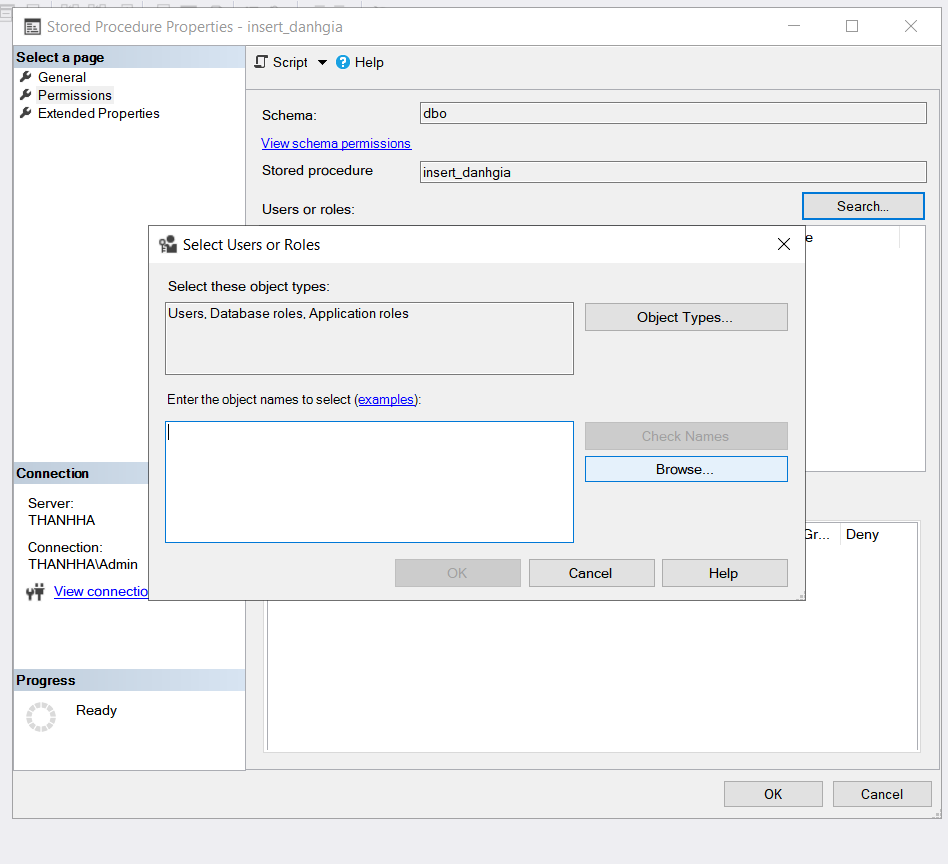 Stored Procedure Properties - insert_danhgia
Select a page
General
Permissions
Extended Properties
Script
Help
Schema:
dbo
View schema permissions
Stored procedure
insert_danhgia
Users or roles:
Search...
e
Select Users or Roles
Select these object types:
Users, Database roles, Application roles
Object Types...
Enter the object names to select (examples):
Check Names
Browse...
OK
Cancel
Help
Gr...
Deny
Connection
Server:
THANHHA
Connection:
THANHHA\Admin
View connectio
Progress
Ready
OK
Cancel